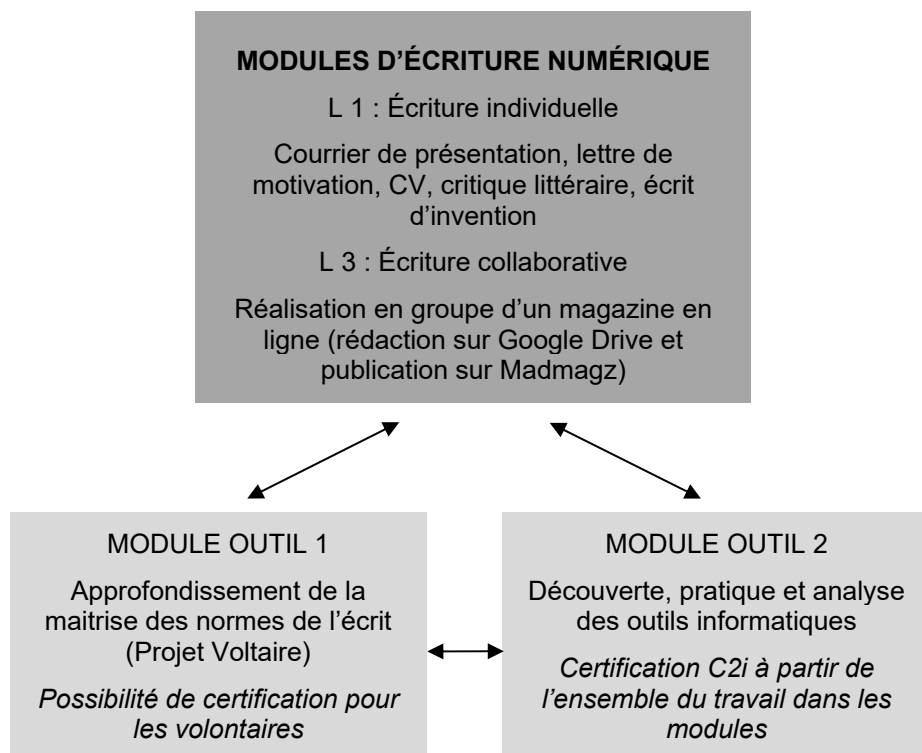 MODULES D’ÉCRITURE NUMÉRIQUE
L 1 : Écriture individuelle
Courrier de présentation, lettre de
motivation, CV, critique littéraire, écrit
d’invention
L 3 : Écriture collaborative
Réalisation en groupe d’un magazine en
ligne (rédaction sur Google Drive et
publication sur Madmagz)
MODULE OUTIL 1
Approfondissement de la
maitrise des normes de l’écrit
(Projet Voltaire)
Possibilité de certification pour
les volontaires
MODULE OUTIL 2
Découverte, pratique et analyse
des outils informatiques
Certification C2i à partir de
l’ensemble du travail dans les
modules